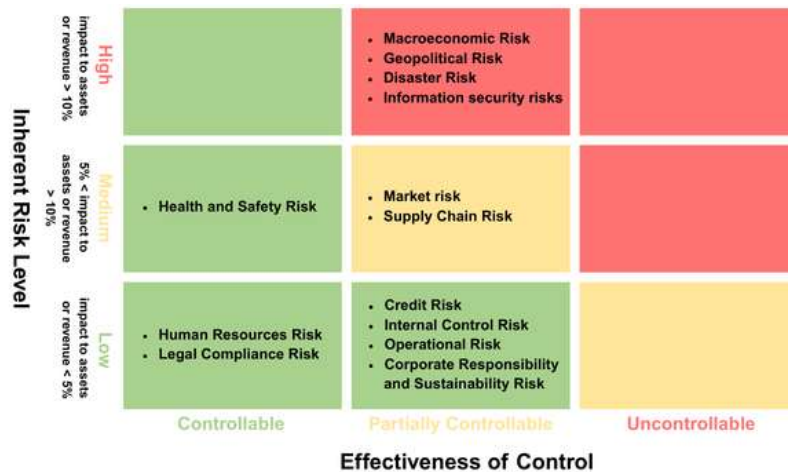 Inherent Risk Level
High
impact to assets
or revenue > 10%
• Macroeconomic Risk
• Geopolitical Risk
• Disaster Risk
• Information security risks
Medium
5% < impact to
assets or revenue
> 10%
• Health and Safety Risk
• Market risk
• Supply Chain Risk
Low
impact to assets
or revenue < 5%
• Human Resources Risk
• Legal Compliance Risk
• Credit Risk
• Internal Control Risk
• Operational Risk
• Corporate Responsibility
and Sustainability Risk
Controllable
Partially Controllable
Uncontrollable
Effectiveness of Control